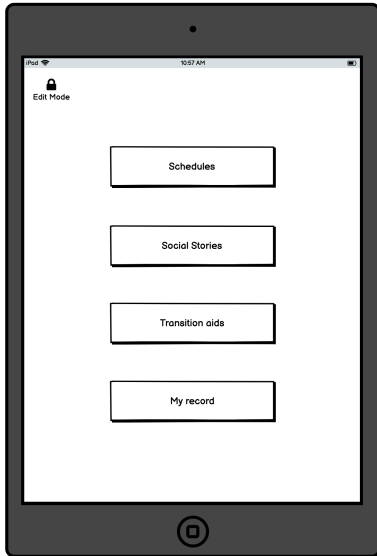 iPad 10:57 AM
Edit Mode
Schedules
Social Stories
Transition aids
My record